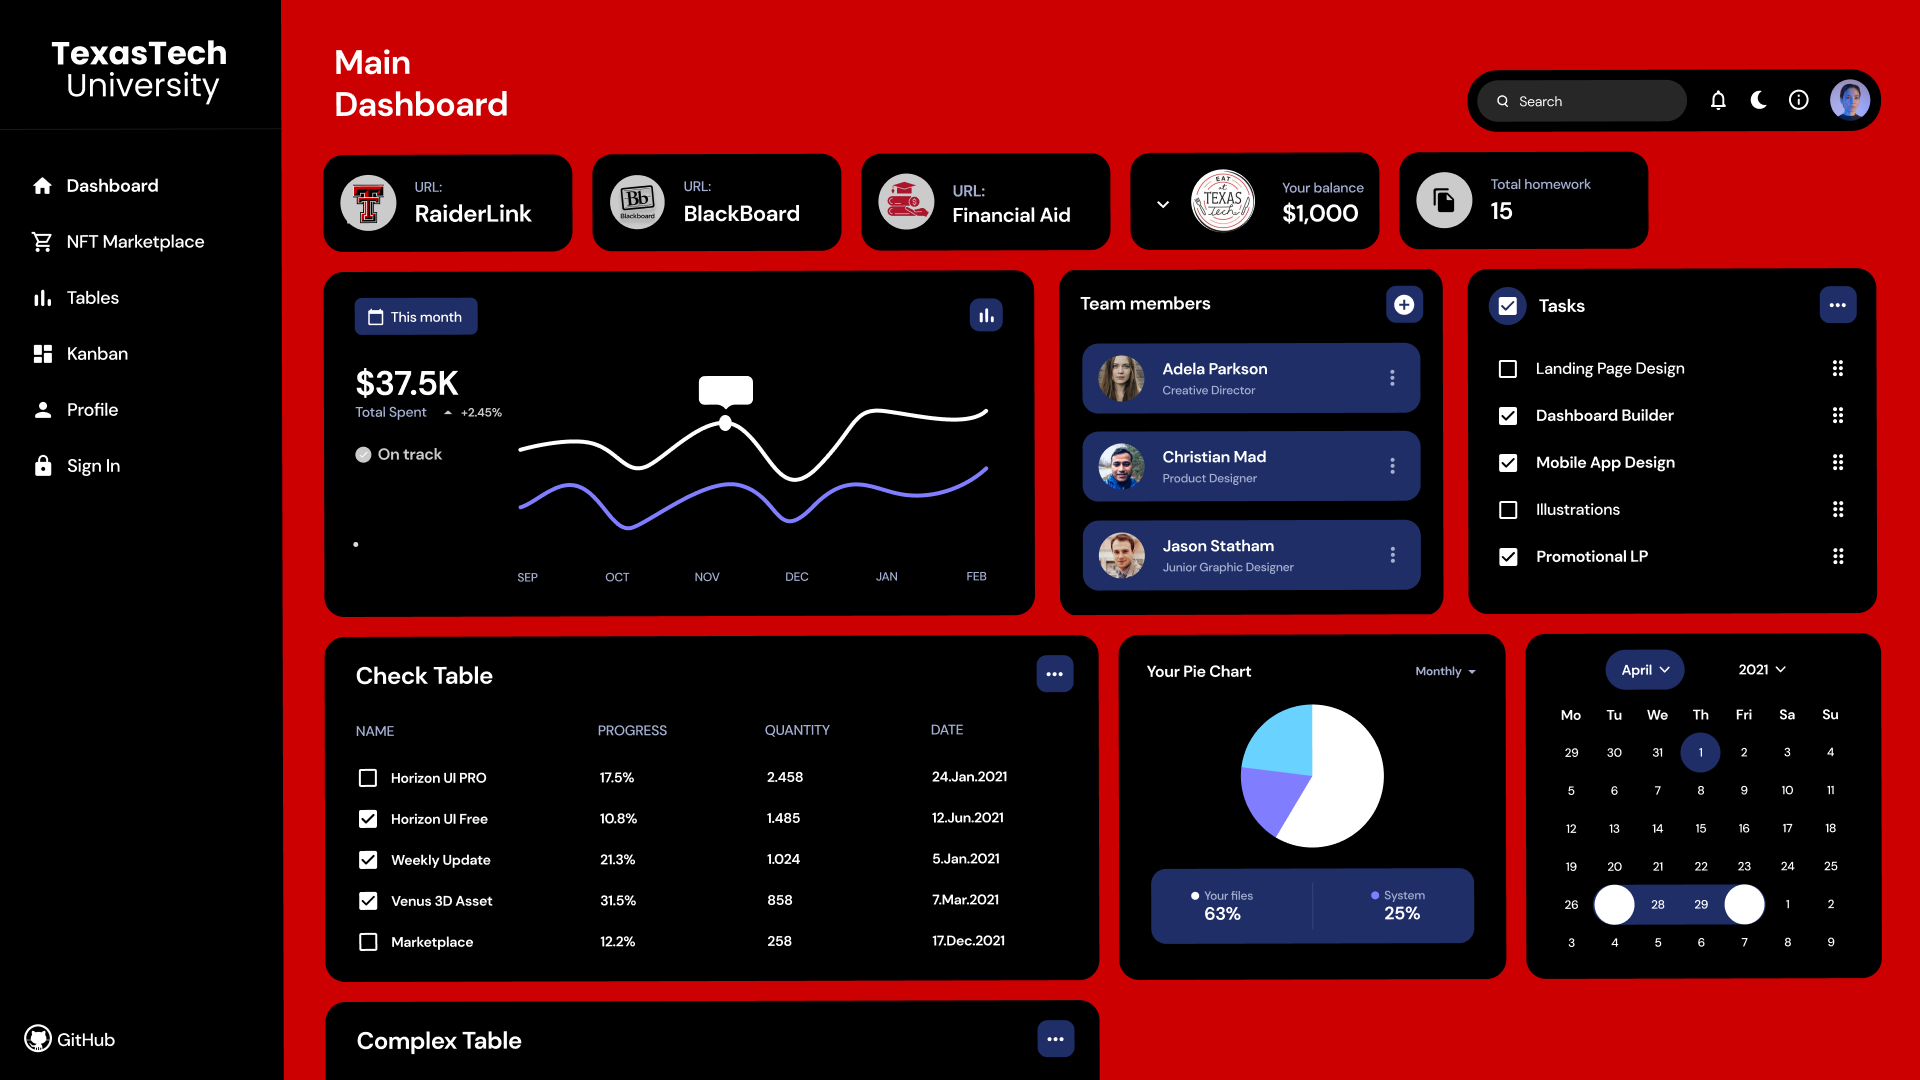 TexasTech
University
Dashboard
NFT Marketplace
Tables
Kanban
Profile
Sign In
GitHub
Main
Dashboard
Search
URL:
RaiderLink
Bb
Blackboard
URL:
BlackBoard
URL:
Financial Aid
EAT
at
TEXAS
tech
Your balance
$1,000
Total homework
15
This month
$37.5K
Total Spent +2.45%
On track
SEP OCT NOV DEC JAN FEB
Team members
Adela Parkson
Creative Director
Christian Mad
Product Designer
Jason Statham
Junior Graphic Designer
Tasks
Landing Page Design
Dashboard Builder
Mobile App Design
Illustrations
Promotional LP
Check Table
NAME PROGRESS QUANTITY DATE
Horizon UI PRO 17.5% 2.458 24.Jan.2021
Horizon UI Free 10.8% 1.485 12.Jun.2021
Weekly Update 21.3% 1.024 5.Jan.2021
Venus 3D Asset 31.5% 858 7.Mar.2021
Marketplace 12.2% 258 17.Dec.2021
Your Pie Chart Monthly
Your files
63%
System
25%
April 2021
Mo Tu We Th Fri Sa Su
29 30 31 1 2 3 4
5 6 7 8 9 10 11
12 13 14 15 16 17 18
19 20 21 22 23 24 25
26 28 29 1 2
3 4 5 6 7 8 9
Complex Table